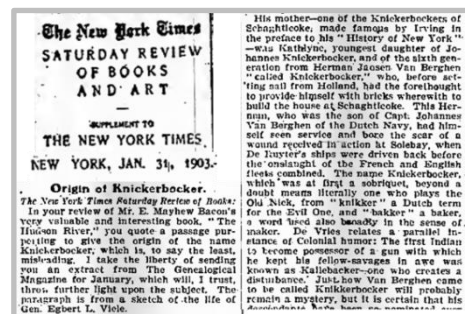 The New York Times
SATURDAY REVIEW
OF BOOKS
AND ART
SUPPLEMENT TO
THE NEW YORK TIMES
NEW YORK, JAN. 31, 1903.
Origin of Knickerbocker.
The New York Times Saturday Review of Books:
In your review of Mr. E. Mayhew Bacon's
very valuable and interesting book, "The
Hudson River," you quote a passage pur-
porting to give the origin of the name
Knickerbocker, which is, to say the least,
misleading. I take the liberty of sending
you an extract from The Genealogical
Magazine for January, which will, I trust,
throw further light upon the subject. The
paragraph is from a sketch of the life of
Gen. Egbert L. Viele.
His mother—one of the Knickerbockers of
Schaghticoke, made famous by Irving in
the preface to his "History of New York"
—was Kathlyne, youngest daughter of Jo-
hannes Knickerbocker, and of the sixth gen-
eration from Herman Jansen Van Berghen
"called Knickerbocker," who, before set-
ting sail from Holland, had the forethought
to provide himself with bricks wherewith to
build the house at Schaghticoke. This Her-
man, who was the son of Capt. Johannes
Van Berghen of the Dutch Navy, had him-
self seen service and bore the scar of a
wound received in action at Solebay, when
De Ruyter's ships were driven back before
the onslaught of the French and English
fleets combined. The name Knickerbocker,
which was at first a sobriquet, beyond a
doubt means literally one who plays the
Old Nick, from "knikker" a Dutch term
for the Evil One, and "bakker" a baker,
a word used also broadly in the sense of
maker. De Vries relates a parallel in-
stance of Colonial humor: The first Indian
to become possessor of a gun with which
he kept his fellow-savages in awe was
known as Kallebacker—one who creates a
disturbance. Just how Van Berghen came
to be called Knikkerbacker will probably
remain a mystery, but it is certain that his
descendants have been so